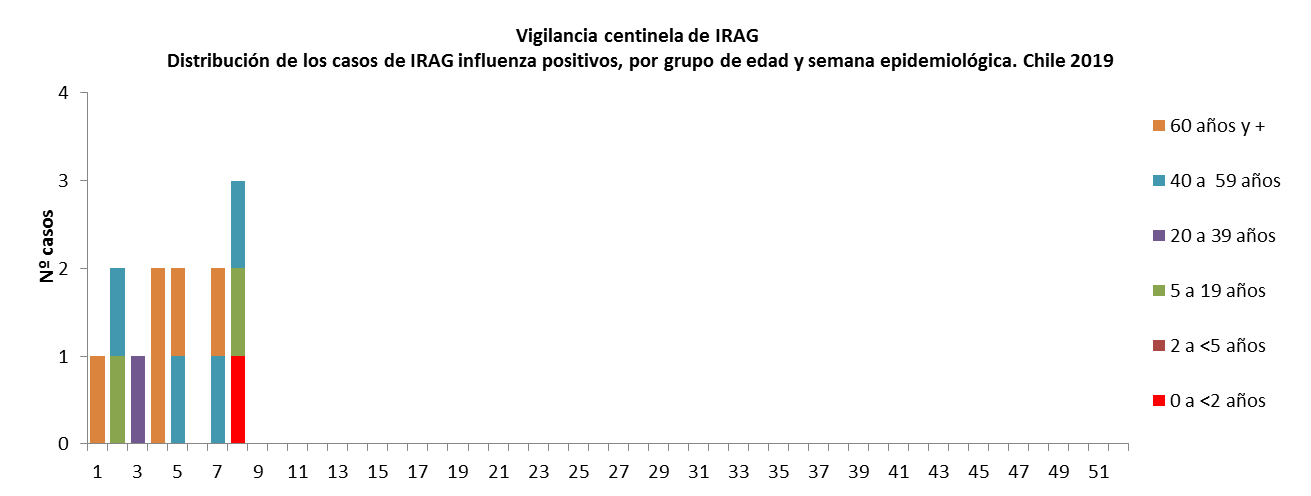 Vigilancia centinela de IRAG
Distribución de los casos de IRAG influenza positivos, por grupo de edad y semana epidemiológica. Chile 2019
Nº casos
4
3
2
1
0
1 3 5 7 9 11 13 15 17 19 21 23 25 27 29 31 33 35 37 39 41 43 45 47 49 51
60 años y +
40 a  59 años
20 a 39 años
5 a 19 años
2 a <5 años
0 a <2 años